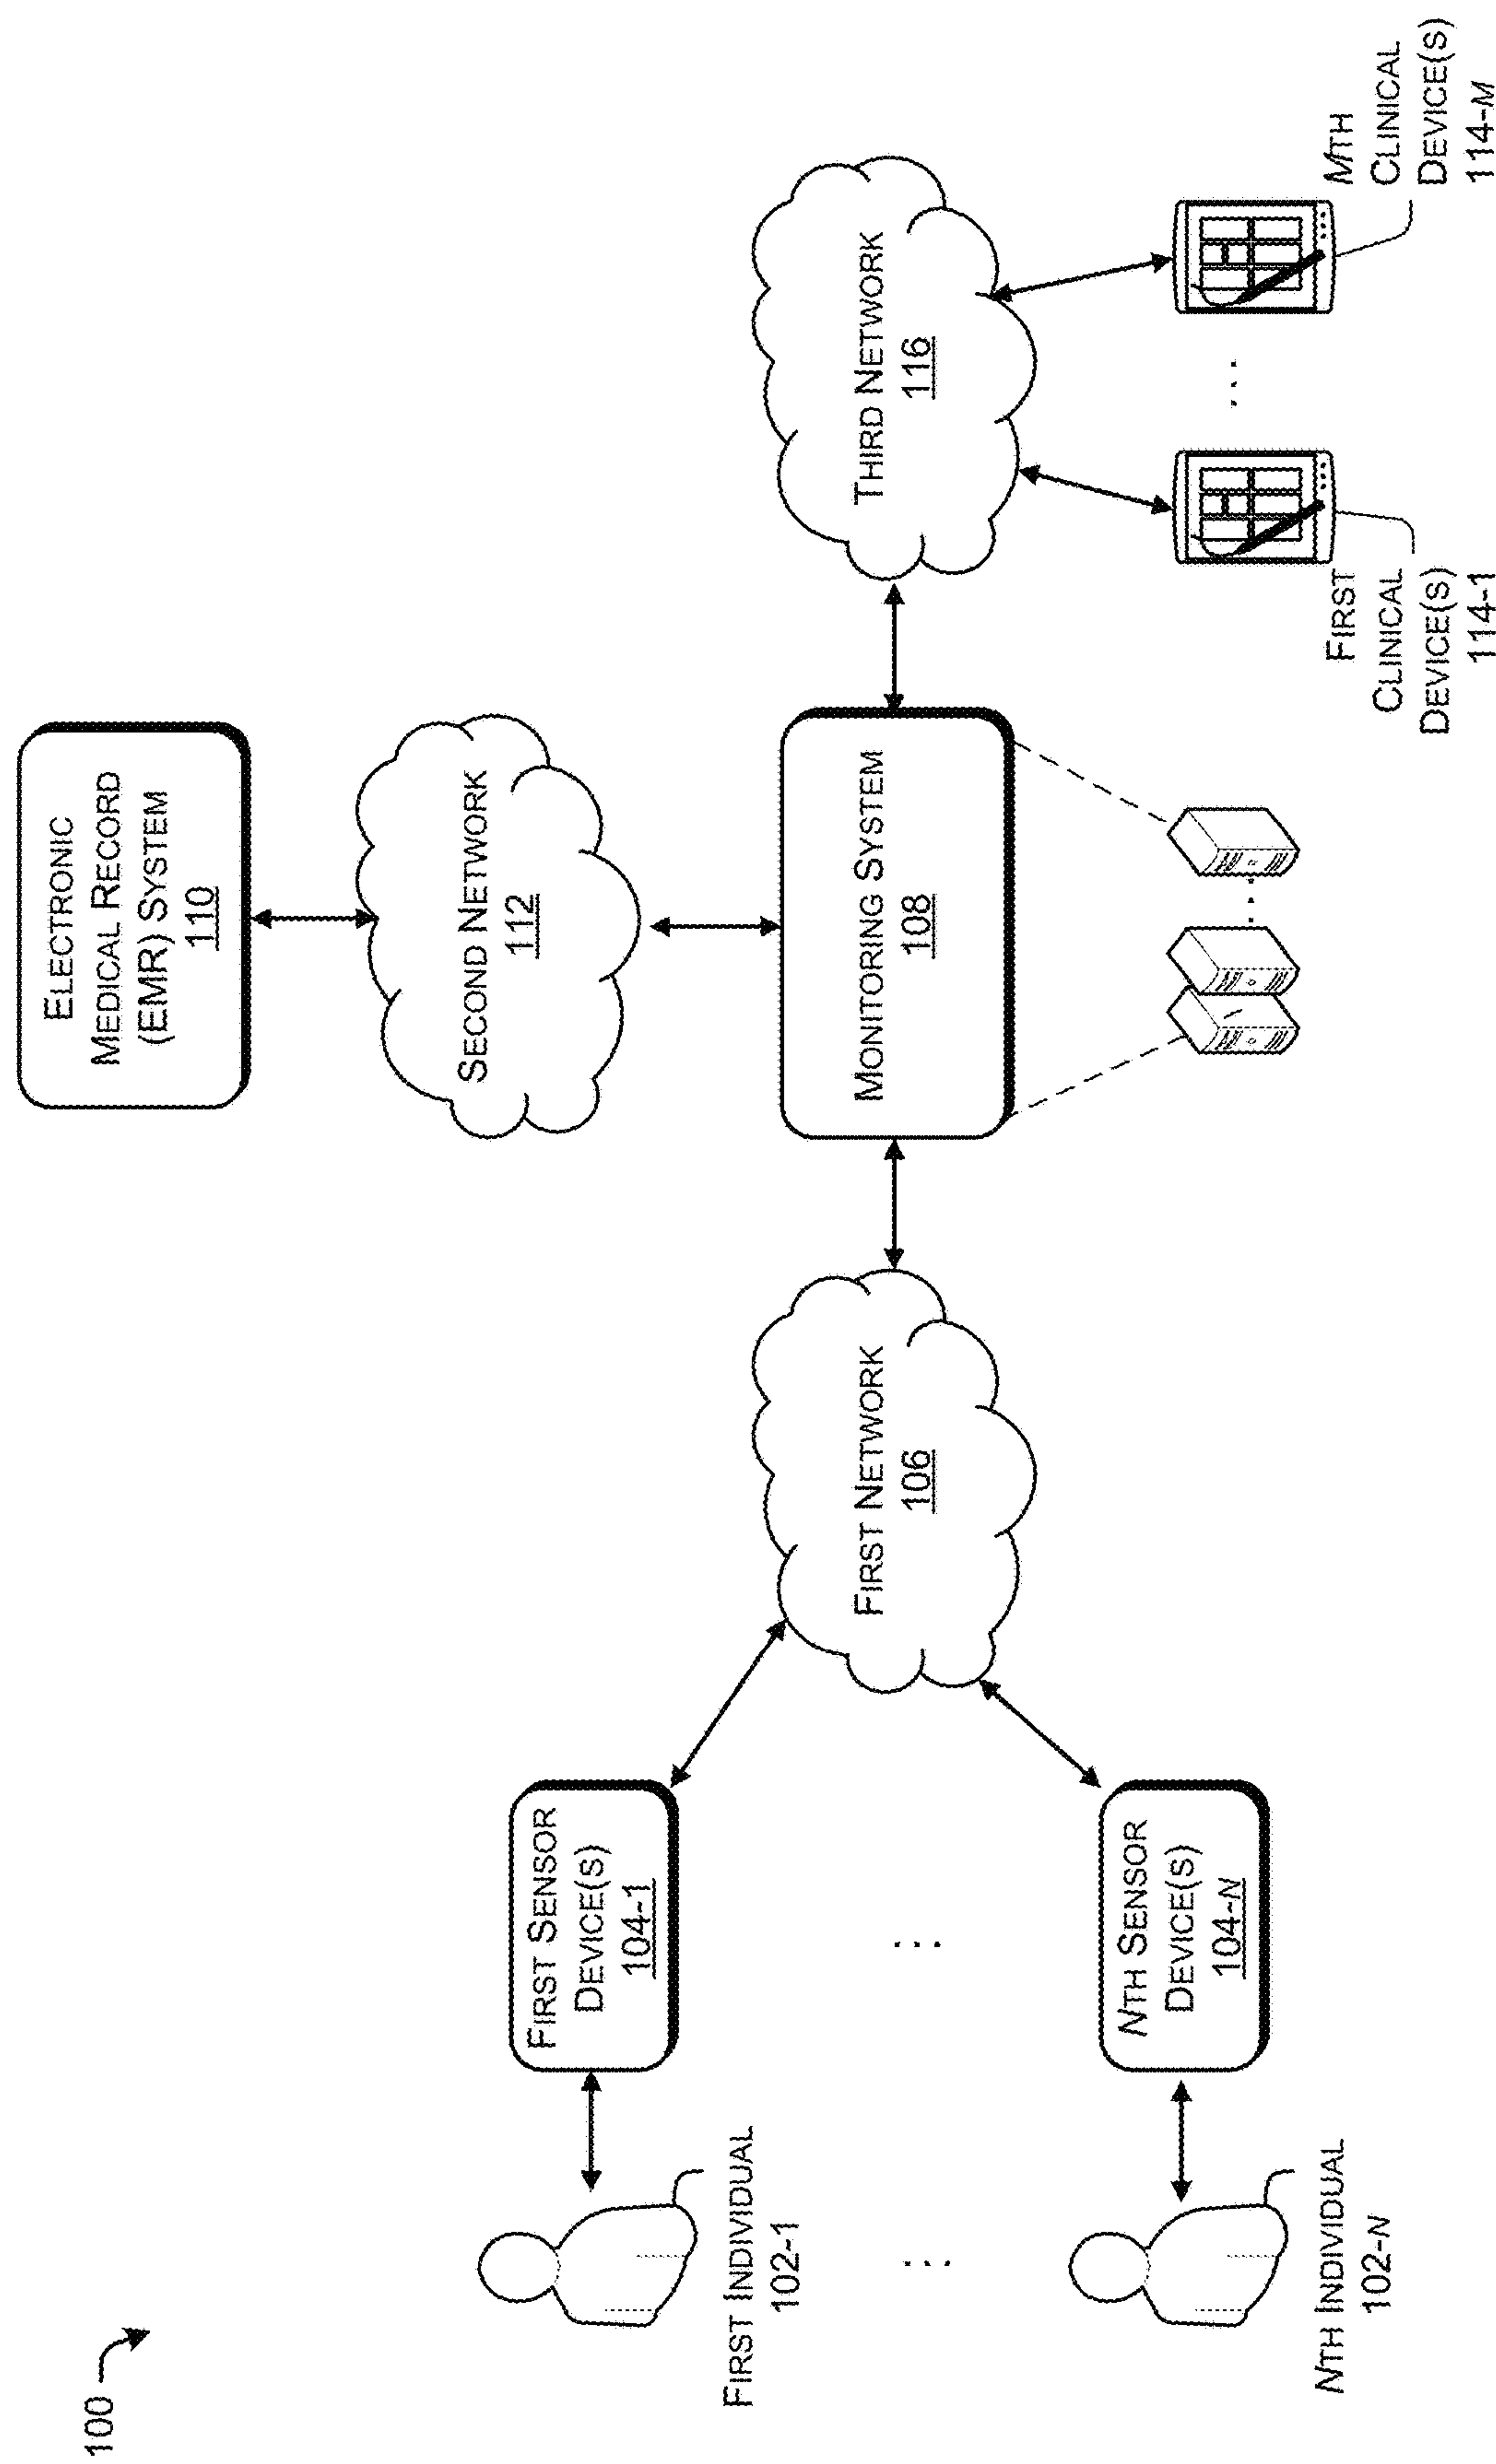 100
ELECTRONIC
MEDICAL RECORD
(EMR) SYSTEM
110
SECOND NETWORK
112
FIRST SENSOR
DEVICE(S)
104-1
FIRST INDIVIDUAL
102-1
...
...
FIRST NETWORK
106
MONITORING SYSTEM
108
THIRD NETWORK
116
NTH SENSOR
DEVICE(S)
104-N
NTH INDIVIDUAL
102-N
...
...
FIRST
CLINICAL
DEVICE(S)
114-1
MTH
CLINICAL
DEVICE(S)
114-M